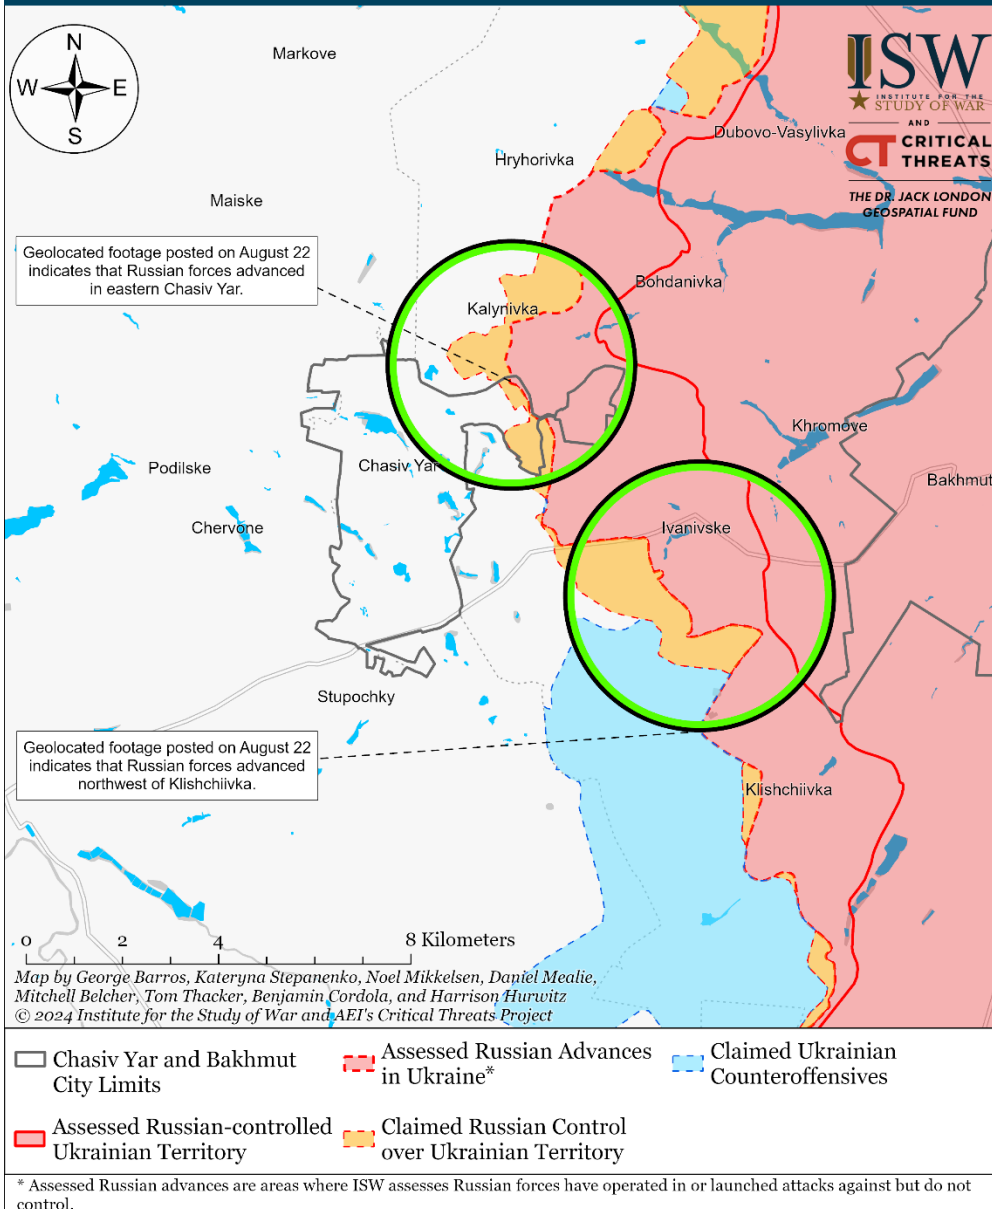 N
W
E
S
Markove
ISW
INSTITUTE FOR THE
STUDY OF WAR
AND
CT CRITICAL
THREATS
THE DR. JACK LONDON
GEOSPATIAL FUND
Dubovo-Vasylivka
Hryhorivka
Maiske
Geolocated footage posted on August 22
indicates that Russian forces advanced
in eastern Chasiv Yar.
Bohdanivka
Kalynivka
Khromove
Podilske
Chasiv Yar
Bakhmut
Chervone
Ivanivske
Stupochky
Geolocated footage posted on August 22
indicates that Russian forces advanced
northwest of Klishchiivka.
Klishchiivka
0 2 4 8 Kilometers
Map by George Barros, Kateryna Stepanenko, Noel Mikkelsen, Daniel Mealie,
Mitchell Belcher, Tom Thacker, Benjamin Cordola, and Harrison Hurwitz
© 2024 Institute for the Study of War and AEI's Critical Threats Project
Chasiv Yar and Bakhmut
City Limits
Assessed Russian Advances
in Ukraine*
Claimed Ukrainian
Counteroffensives
Assessed Russian-controlled
Ukrainian Territory
Claimed Russian Control
over Ukrainian Territory
* Assessed Russian advances are areas where ISW assesses Russian forces have operated in or launched attacks against but do not
control.